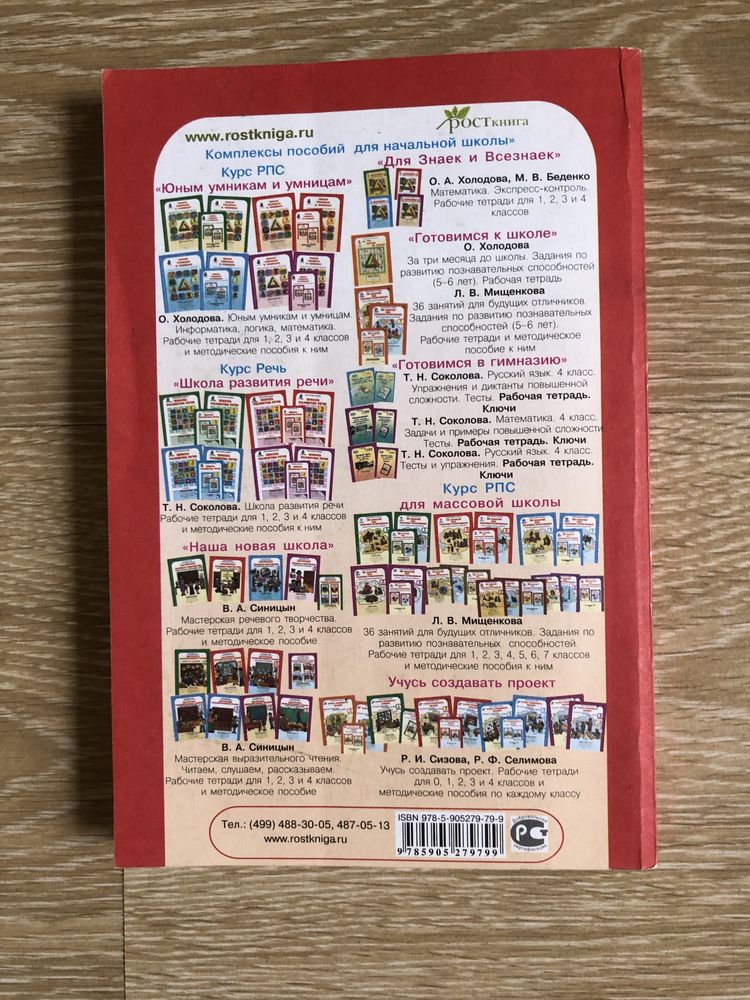 www.rostkniga.ru
РОСТкнига
Комплексы пособий для начальной школы»
Курс РПС
«Юным умникам и умницам»
О. Холодова. Юным умникам и умницам.
Информатика, логика, математика.
Рабочие тетради для 1, 2, 3 и 4 классов
и методические пособия к ним
Курс Речь
«Школа развития речи»
Т. Н. Соколова. Школа развития речи
Рабочие тетради для 1, 2, 3 и 4 классов
и методические пособия к ним
«Наша новая школа»
В. А. Синицын
Мастерская речевого творчества.
Рабочие тетради для 1, 2, 3 и 4 классов
и методическое пособие
В. А. Синицын
Мастерская выразительного чтения.
Читаем, слушаем, рассказываем.
Рабочие тетради для 1, 2, 3 и 4 классов
и методическое пособие
«Для Знаек и Всезнаек»
О. А. Холодова, М. В. Беденко
Математика. Экспресс-контроль.
Рабочие тетради для 1, 2, 3 и 4
классов
«Готовимся к школе»
О. Холодова
За три месяца до школы. Задания по
развитию познавательных способностей
(5–6 лет). Рабочая тетрадь
Л. В. Мищенкова
36 занятий для будущих отличников.
Задания по развитию познавательных
способностей (5–6 лет).
Рабочие тетради и методическое
пособие к ним
«Готовимся в гимназию»
Т. Н. Соколова. Русский язык. 4 класс.
Упражнения и диктанты повышенной
сложности. Тесты. Рабочая тетрадь.
Ключи
Т. Н. Соколова. Математика. 4 класс.
Задачи и примеры повышенной сложности
Тесты. Рабочая тетрадь. Ключи
Т. Н. Соколова. Русский язык. 4 класс.
Тесты и упражнения. Рабочая тетрадь.
Ключи
Курс РПС
для массовой школы
Л. В. Мищенкова
36 занятий для будущих отличников. Задания по
развитию познавательных способностей.
Рабочие тетради для 1, 2, 3, 4, 5, 6, 7 классов
и методические пособия к ним
Учусь создавать проект
Р. И. Сизова, Р. Ф. Селимова
Учусь создавать проект. Рабочие тетради
для 0, 1, 2, 3 и 4 классов и
методические пособия по каждому классу
Тел.: (499) 488-30-05, 487-05-13
www.rostkniga.ru
ISBN 978-5-905279-79-9
9 785905 279799
Добровольная
сертификация